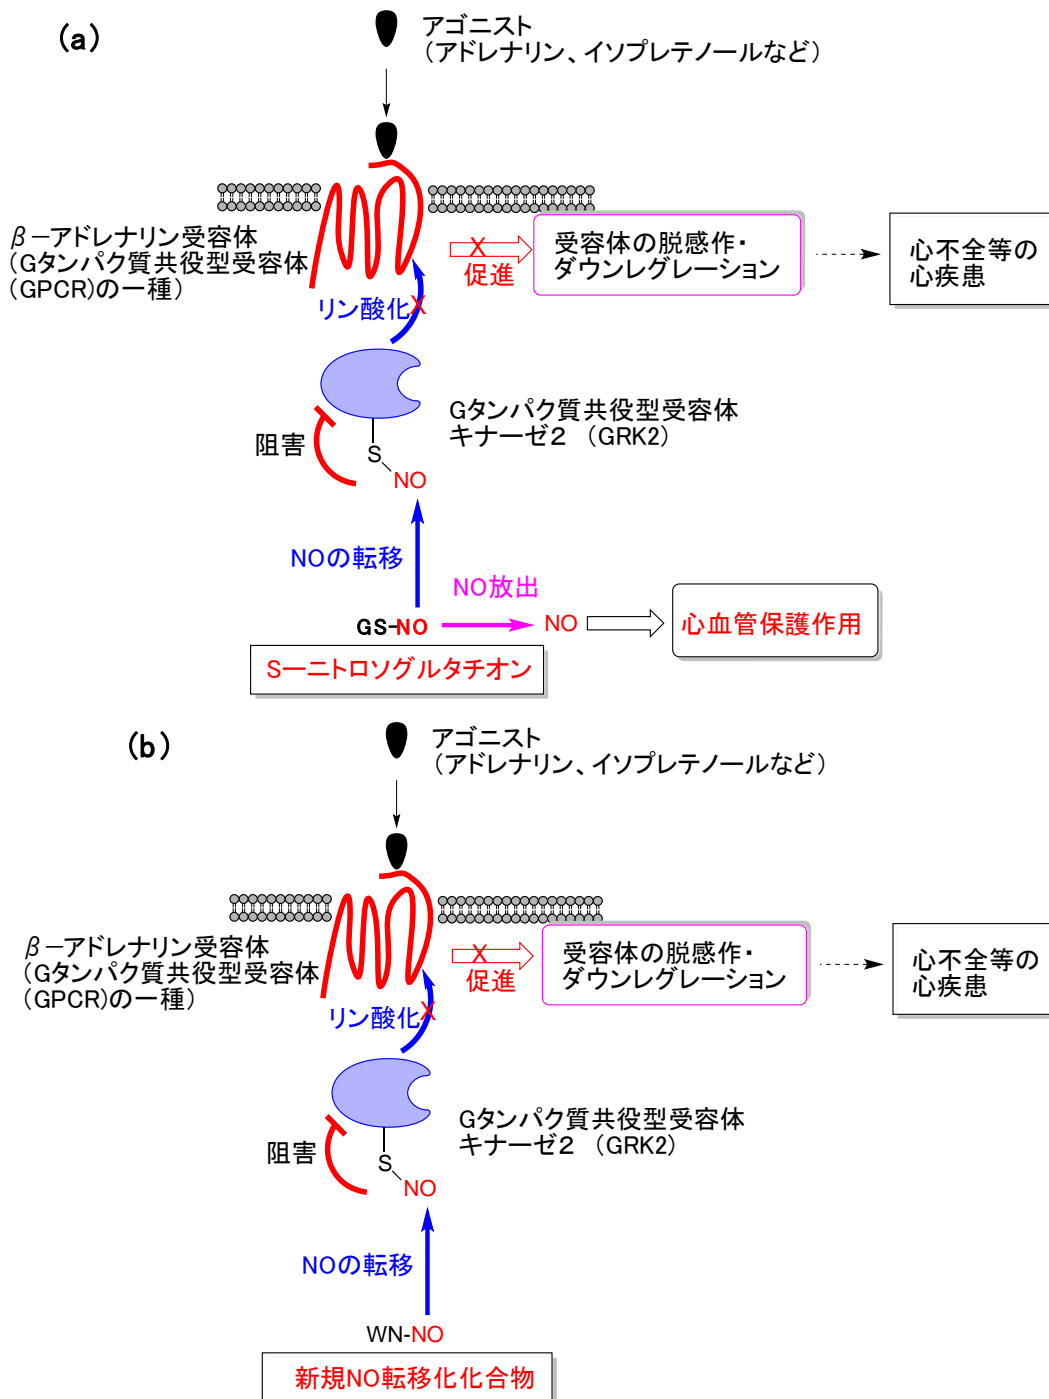 (a)
アゴニスト
（アドレナリン、イソプレテノールなど）
β－アドレナリン受容体
（Gタンパク質共役型受容体
(GPCR)の一種）
X
促進
受容体の脱感作・
ダウンレグレーション
心不全等の
心疾患
リン酸化
X
Gタンパク質共役型受容体
キナーゼ２ （GRK2）
阻害
S
NO
NOの転移
NO放出
GS-NO
NO
心血管保護作用
S－ニトロソグルタチオン
(b)
アゴニスト
（アドレナリン、イソプレテノールなど）
β－アドレナリン受容体
（Gタンパク質共役型受容体
(GPCR)の一種）
X
促進
受容体の脱感作・
ダウンレグレーション
心不全等の
心疾患
リン酸化
X
Gタンパク質共役型受容体
キナーゼ２ （GRK2）
阻害
S
NO
NOの転移
WN-NO
新規NO転移化化合物